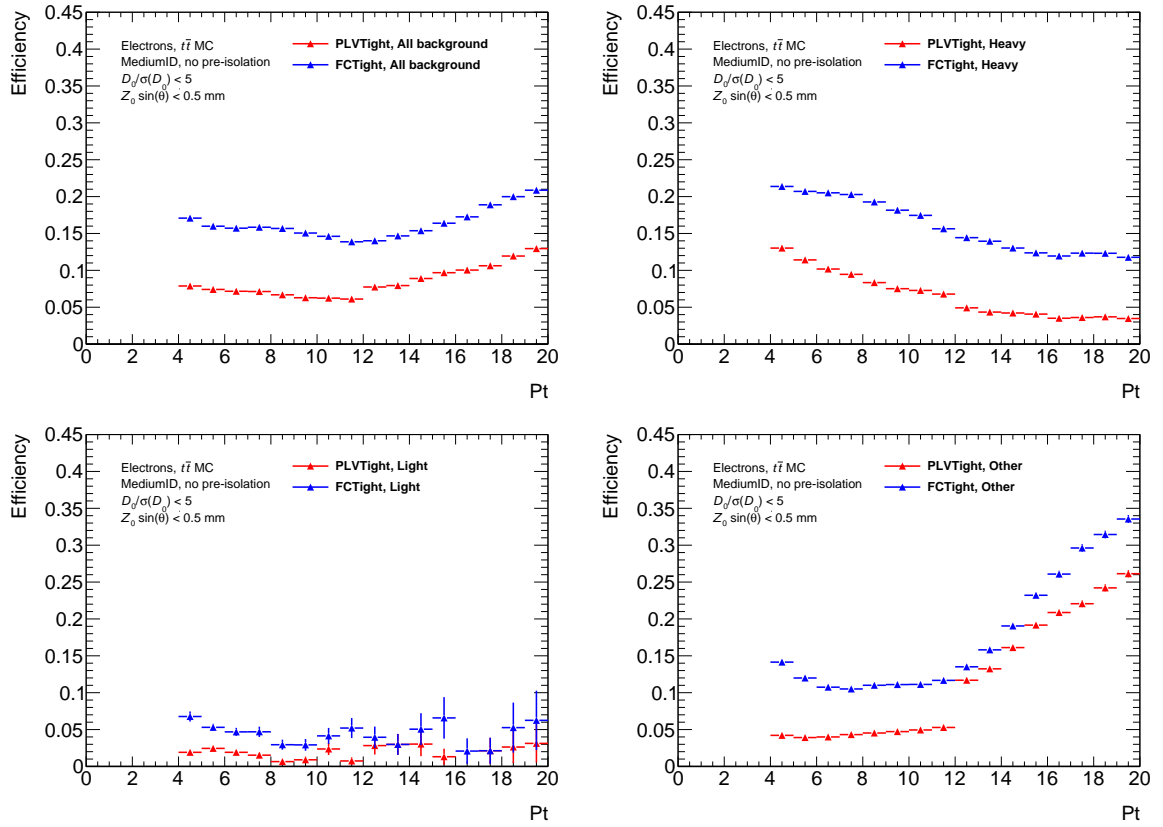 Efficiency
0.45
0.4
0.35
0.3
0.25
0.2
0.15
0.1
0.05
0
Electrons, tt̅ MC
MediumID, no pre-isolation
D₀/σ(D₀) < 5
Z₀ sin(θ) < 0.5 mm
PLVTight, All background
FCTight, All background
0 2 4 6 8 10 12 14 16 18 20
Pt
Efficiency
0.45
0.4
0.35
0.3
0.25
0.2
0.15
0.1
0.05
0
Electrons, tt̅ MC
MediumID, no pre-isolation
D₀/σ(D₀) < 5
Z₀ sin(θ) < 0.5 mm
PLVTight, Heavy
FCTight, Heavy
0 2 4 6 8 10 12 14 16 18 20
Pt
Efficiency
0.45
0.4
0.35
0.3
0.25
0.2
0.15
0.1
0.05
0
Electrons, tt̅ MC
MediumID, no pre-isolation
D₀/σ(D₀) < 5
Z₀ sin(θ) < 0.5 mm
PLVTight, Light
FCTight, Light
0 2 4 6 8 10 12 14 16 18 20
Pt
Efficiency
0.45
0.4
0.35
0.3
0.25
0.2
0.15
0.1
0.05
0
Electrons, tt̅ MC
MediumID, no pre-isolation
D₀/σ(D₀) < 5
Z₀ sin(θ) < 0.5 mm
PLVTight, Other
FCTight, Other
0 2 4 6 8 10 12 14 16 18 20
Pt